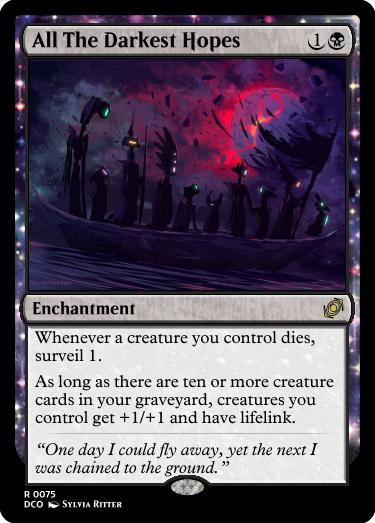 All The Darkest Hopes 1
Enchantment
Whenever a creature you control dies,
surveil 1.
As long as there are ten or more creature
cards in your graveyard, creatures you
control get +1/+1 and have lifelink.
“One day I could fly away, yet the next I
was chained to the ground.”
R 0075
DCO SYLVIA RITTER